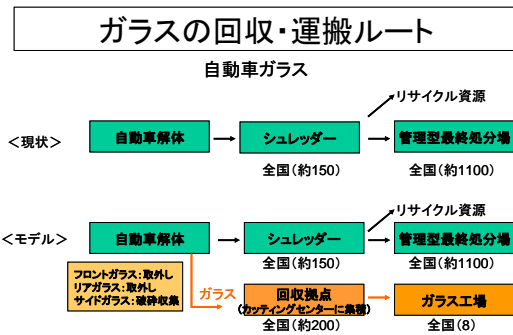 ガラスの回収・運搬ルート
自動車ガラス
リサイクル資源
<現状>
自動車解体
シュレッダー
管理型最終処分場
全国(約150)
全国(約1100)
リサイクル資源
<モデル>
自動車解体
シュレッダー
管理型最終処分場
全国(約150)
全国(約1100)
フロントガラス:取外し
リアガラス:取外し
サイドガラス:破砕収集
ガラス
回収拠点
(カッティングセンターに集積)
ガラス工場
全国(約200)
全国(8)